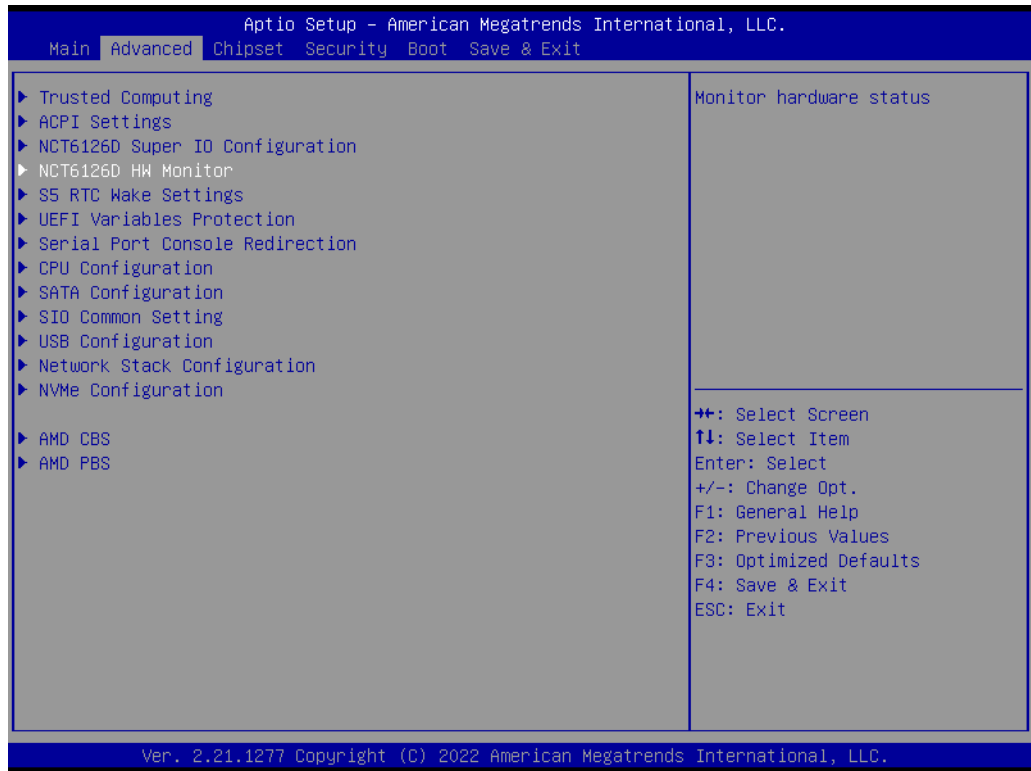 Aptio Setup – American Megatrends International, LLC.
Main Advanced Chipset Security Boot Save & Exit
▶ Trusted Computing
▶ ACPI Settings
▶ NCT6126D Super IO Configuration
▶ NCT6126D HW Monitor
▶ S5 RTC Wake Settings
▶ UEFI Variables Protection
▶ Serial Port Console Redirection
▶ CPU Configuration
▶ SATA Configuration
▶ SIO Common Setting
▶ USB Configuration
▶ Network Stack Configuration
▶ NVMe Configuration
▶ AMD CBS
▶ AMD PBS
Monitor hardware status
→←: Select Screen
↑↓: Select Item
Enter: Select
+/-: Change Opt.
F1: General Help
F2: Previous Values
F3: Optimized Defaults
F4: Save & Exit
ESC: Exit
Ver. 2.21.1277 Copyright (C) 2022 American Megatrends International, LLC.